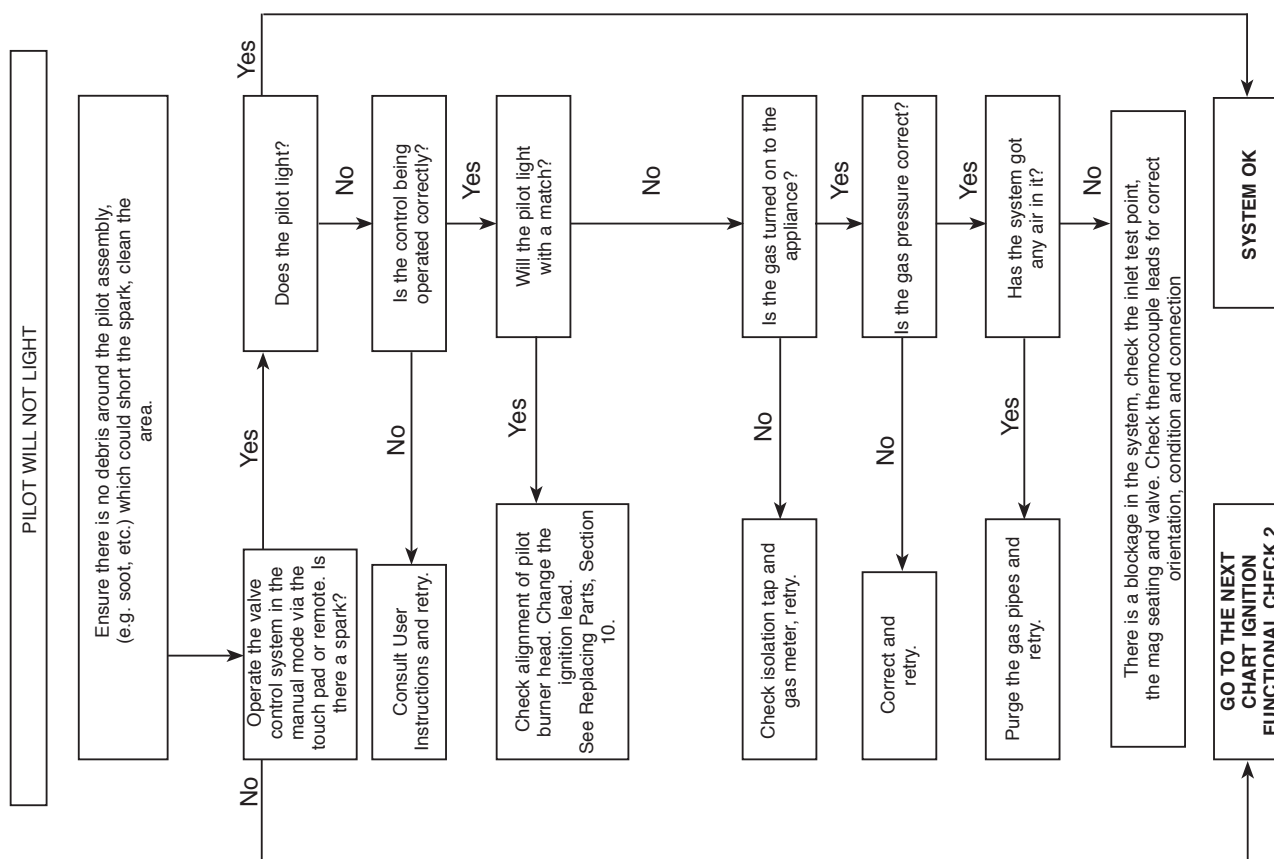 PILOT WILL NOT LIGHT
Ensure there is no debris around the pilot assembly,
(e.g. soot, etc.) which could short the spark, clean the
area.
Operate the valve
control system in the
manual mode via the
touch pad or remote. Is
there a spark?
No
Yes
Does the pilot light?
Yes
No
Is the control being
operated correctly?
No
Consult User
Instructions and retry.
Yes
Will the pilot light
with a match?
Yes
Check alignment of pilot
burner head. Change the
ignition lead.
See Replacing Parts, Section
10.
No
Is the gas turned on to the
appliance?
No
Check isolation tap and
gas meter, retry.
Yes
Is the gas pressure correct?
No
Correct and
retry.
Yes
Has the system got
any air in it?
Yes
Purge the gas pipes and
retry.
No
There is a blockage in the system, check the inlet test point,
the mag seating and valve. Check thermocouple leads for correct
orientation, condition and connection
GO TO THE NEXT
CHART IGNITION
FUNCTIONAL CHECK 2
SYSTEM OK